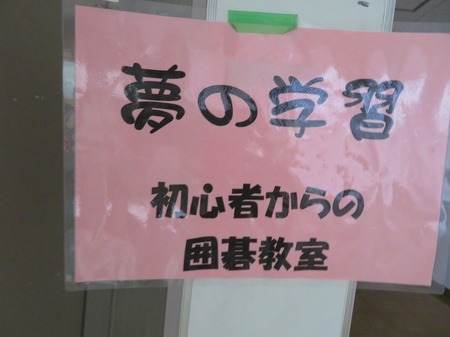 夢の学習
初心者からの
囲碁教室